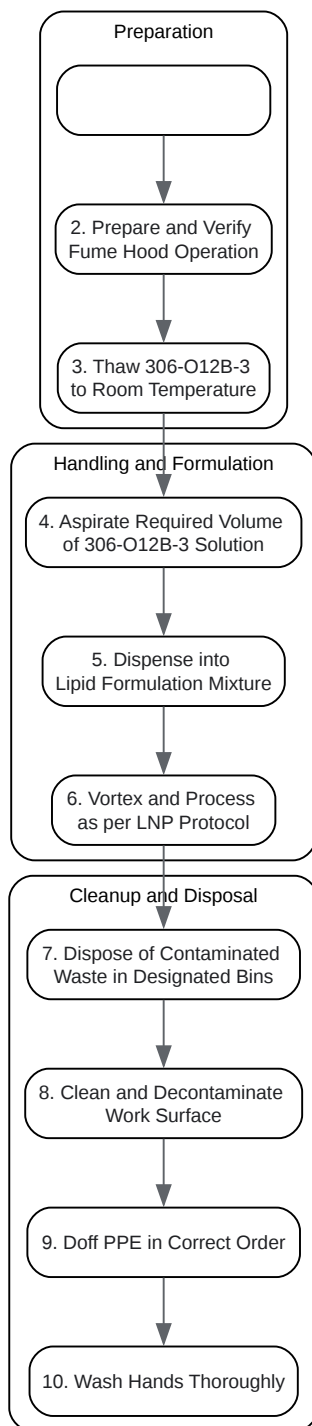 Preparation
2. Prepare and Verify
Fume Hood Operation
3. Thaw 306-O12B-3
to Room Temperature
Handling and Formulation
4. Aspirate Required Volume
of 306-O12B-3 Solution
5. Dispense into
Lipid Formulation Mixture
6. Vortex and Process
as per LNP Protocol
Cleanup and Disposal
7. Dispose of Contaminated
Waste in Designated Bins
8. Clean and Decontaminate
Work Surface
9. Doff PPE in Correct Order
10. Wash Hands Thoroughly